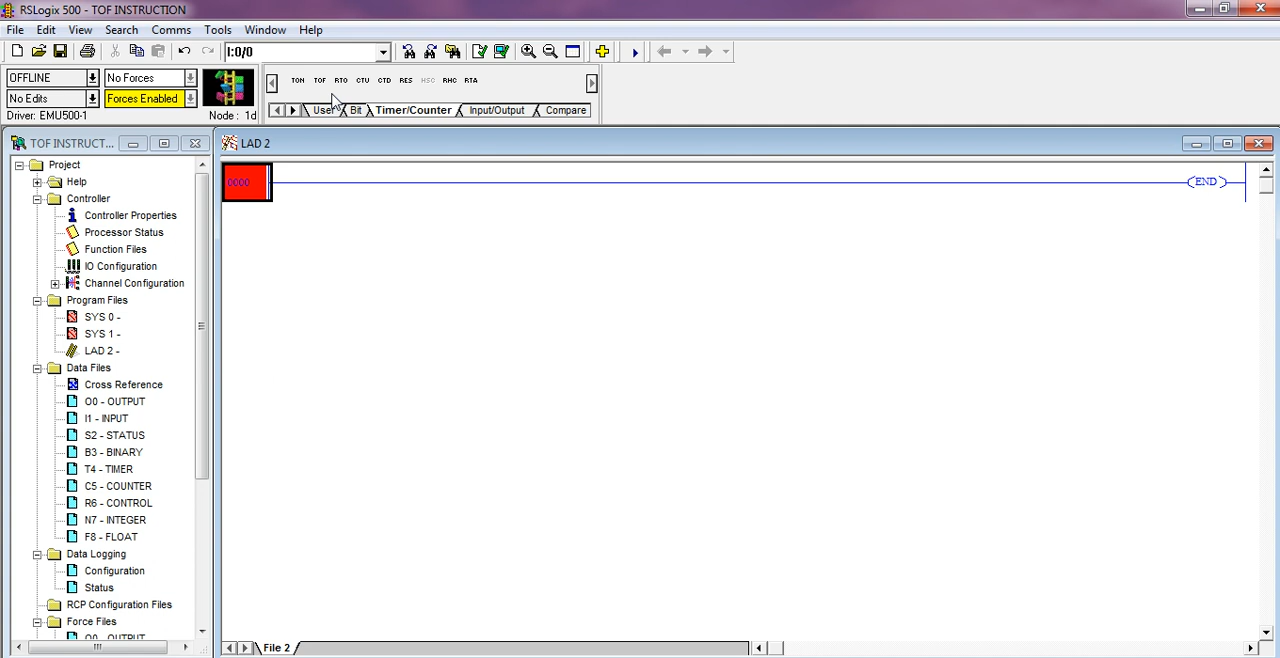 RSLogix 500 - TOF INSTRUCTION
File Edit View Search Comms Tools Window Help
I:0/0
OFFLINE No Forces
No Edits Forces Enabled
Driver: EMU500-1 Node : 1d
TON TOF RTO CTU CTD RES HSC RHC RTA
User Bit Timer/Counter Input/Output Compare
TOF INSTRUCT...
Project
Help
Controller
Controller Properties
Processor Status
Function Files
IO Configuration
Channel Configuration
Program Files
SYS 0 -
SYS 1 -
LAD 2 -
Data Files
Cross Reference
O0 - OUTPUT
I1 - INPUT
S2 - STATUS
B3 - BINARY
T4 - TIMER
C5 - COUNTER
R6 - CONTROL
N7 - INTEGER
F8 - FLOAT
Data Logging
Configuration
Status
RCP Configuration Files
Force Files
O0 - OUTPUT
LAD 2
0000
END
File 2